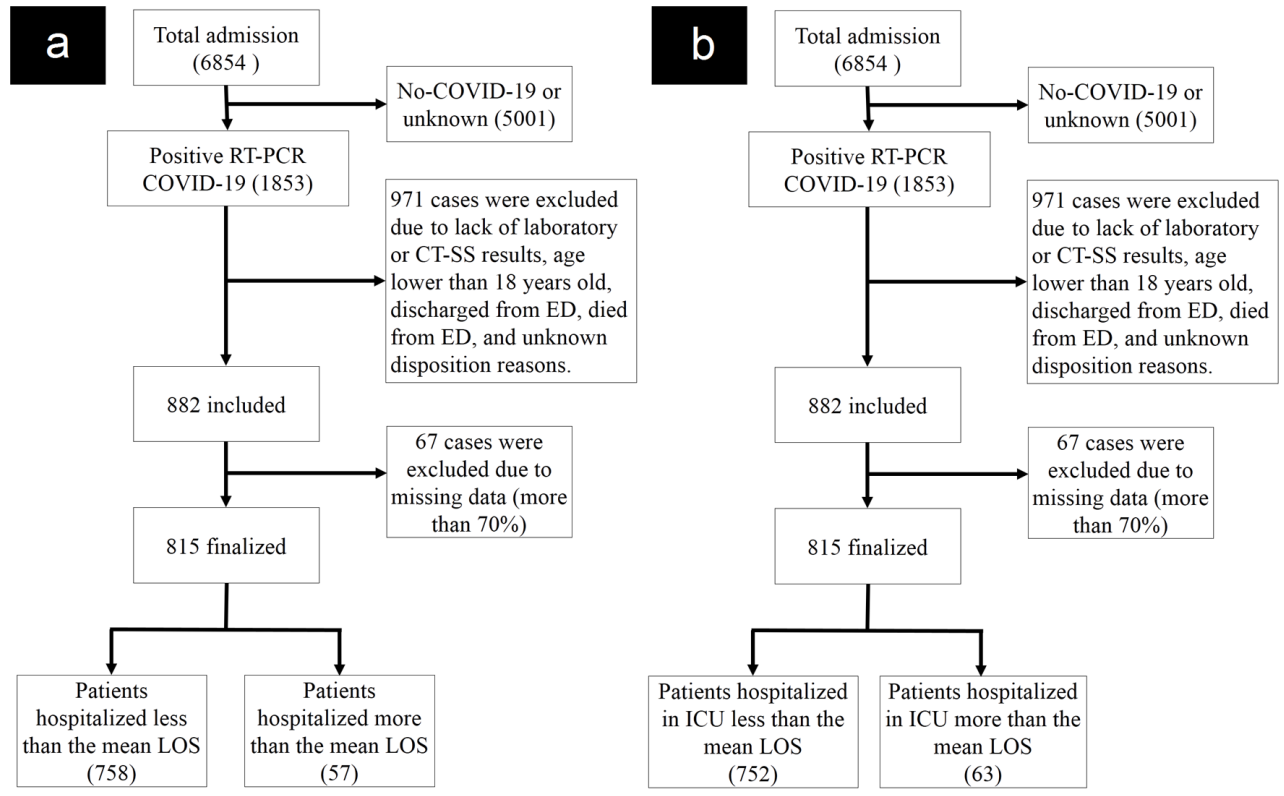 a
Total admission
(6854 )
No-COVID-19 or
unknown (5001)
Positive RT-PCR
COVID-19 (1853)
971 cases were excluded
due to lack of laboratory
or CT-SS results, age
lower than 18 years old,
discharged from ED, died
from ED, and unknown
disposition reasons.
882 included
67 cases were
excluded due to
missing data (more
than 70%)
815 finalized
Patients
hospitalized less
than the mean LOS
(758)
Patients
hospitalized more
than the mean LOS
(57)
b
Total admission
(6854 )
No-COVID-19 or
unknown (5001)
Positive RT-PCR
COVID-19 (1853)
971 cases were excluded
due to lack of laboratory
or CT-SS results, age
lower than 18 years old,
discharged from ED, died
from ED, and unknown
disposition reasons.
882 included
67 cases were
excluded due to
missing data (more
than 70%)
815 finalized
Patients hospitalized
in ICU less than the
mean LOS
(752)
Patients hospitalized
in ICU more than the
mean LOS
(63)